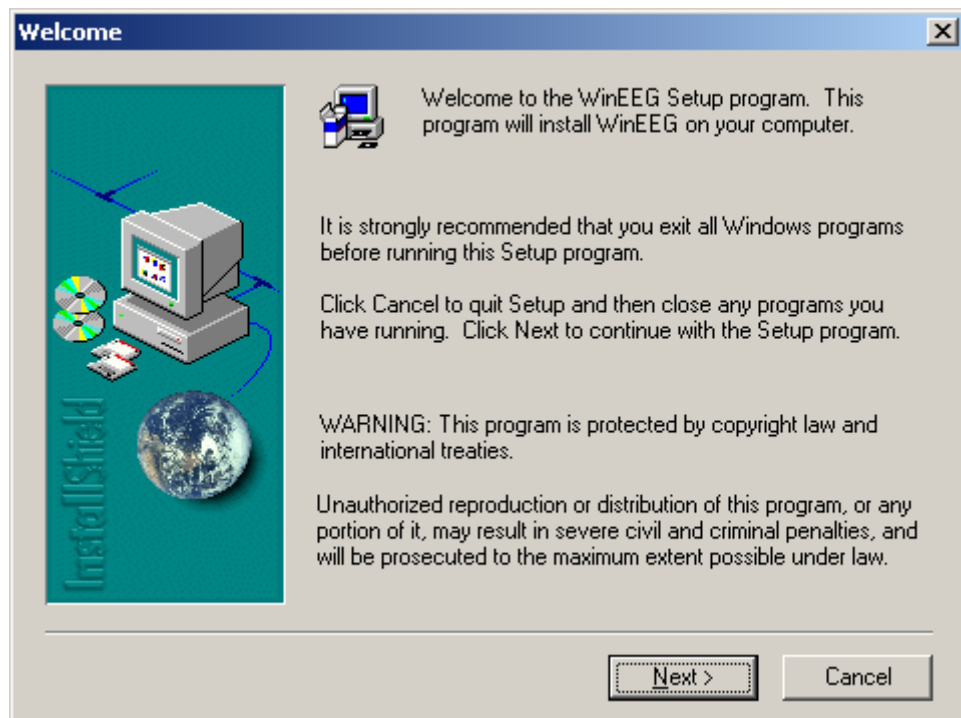 Welcome
Welcome to the WinEEG Setup program.  This
program will install WinEEG on your computer.
It is strongly recommended that you exit all Windows programs
before running this Setup program.
Click Cancel to quit Setup and then close any programs you
have running.  Click Next to continue with the Setup program.
WARNING: This program is protected by copyright law and
international treaties.
Unauthorized reproduction or distribution of this program, or any
portion of it, may result in severe civil and criminal penalties, and
will be prosecuted to the maximum extent possible under law.
InstallShield
Next >
Cancel